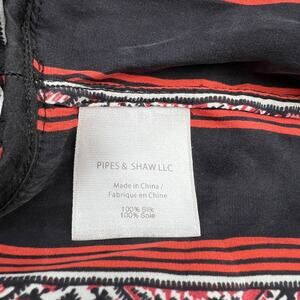 PIPES & SHAW LLC
Made in China /
Fabriqué en Chine
100% Silk
100% Soie